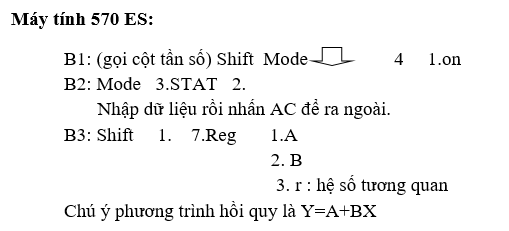 Máy tính 570 ES:
B1: (gọi cột tần số) Shift Mode 4 1.on
B2: Mode 3.STAT 2.
Nhập dữ liệu rồi nhấn AC để ra ngoài.
B3: Shift 1. 7.Reg 1.A
2. B
3. r : hệ số tương quan
Chú ý phương trình hồi quy là Y=A+BX